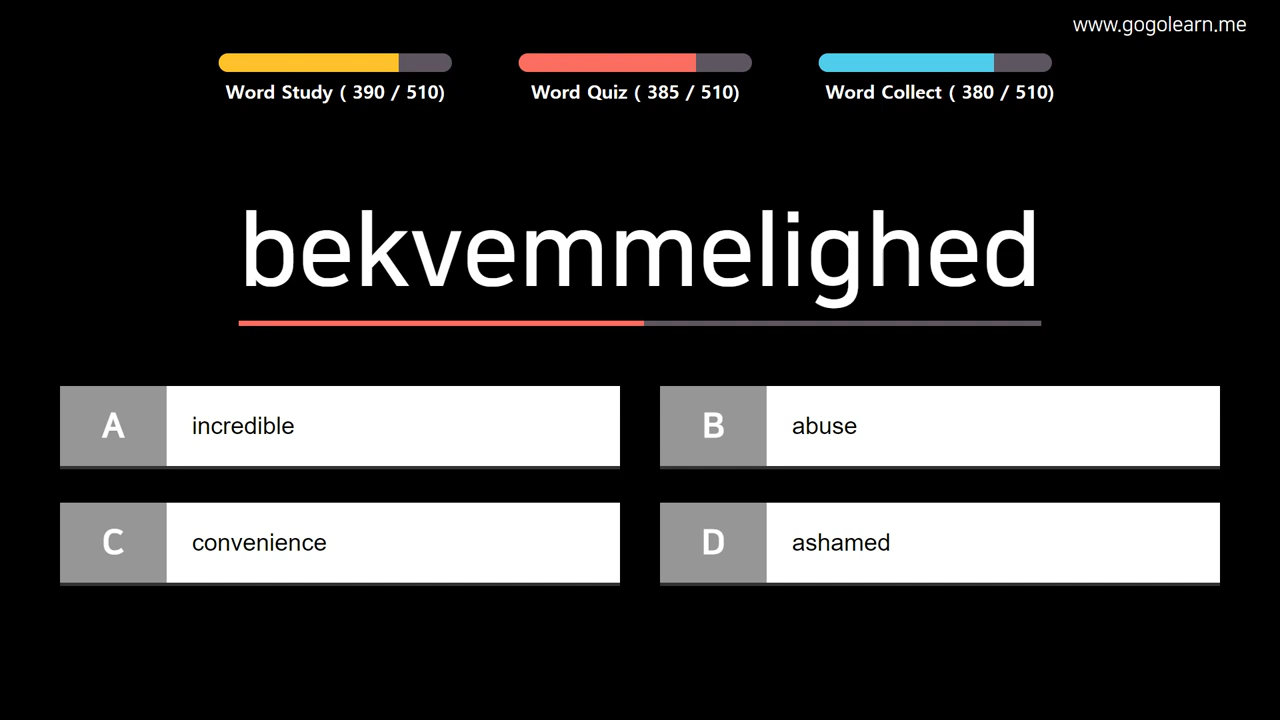 www.gogolearn.me
Word Study ( 390 / 510)
Word Quiz ( 385 / 510)
Word Collect ( 380 / 510)
bekvemmelighed
A incredible
B abuse
C convenience
D ashamed